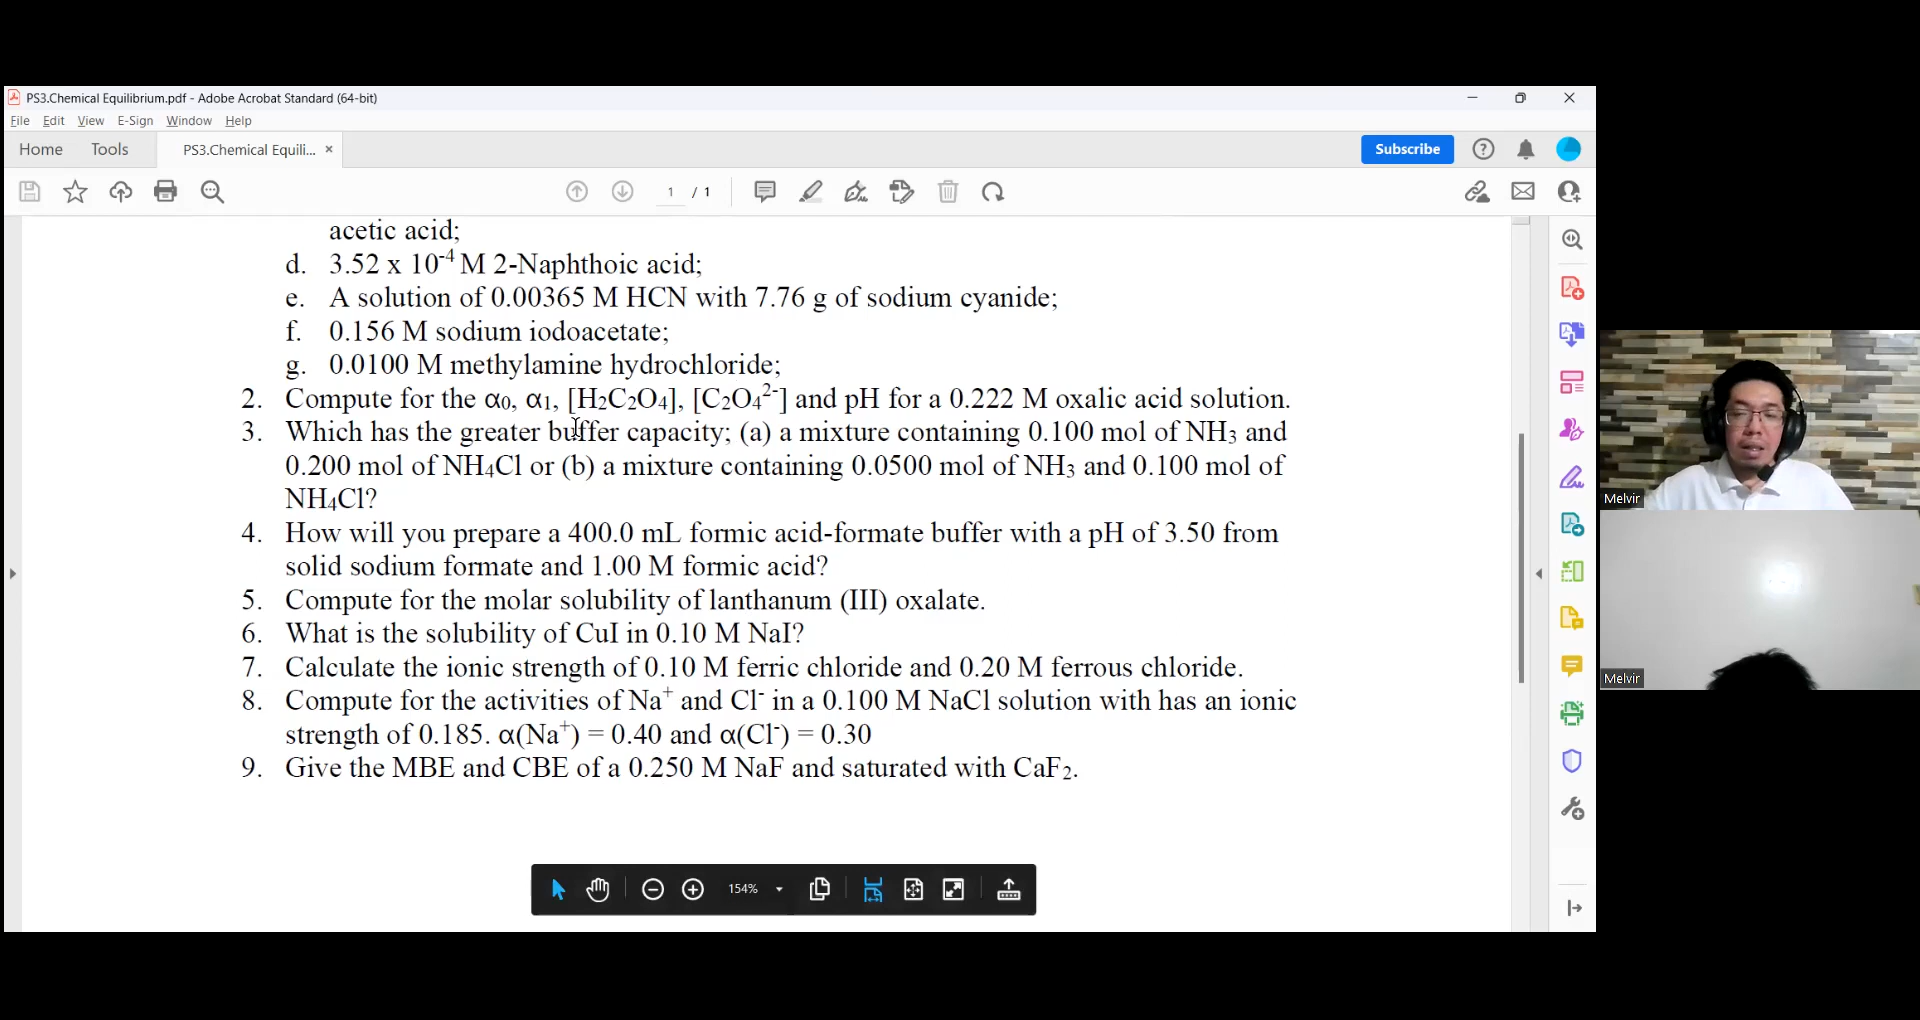 PS3.Chemical Equilibrium.pdf - Adobe Acrobat Standard (64-bit)
File Edit View E-Sign Window Help
Home Tools PS3.Chemical Equili... × Subscribe
1 / 1
acetic acid;
d. 3.52 x 10⁻⁴ M 2-Naphthoic acid;
e. A solution of 0.00365 M HCN with 7.76 g of sodium cyanide;
f. 0.156 M sodium iodoacetate;
g. 0.0100 M methylamine hydrochloride;
2. Compute for the α₀, α₁, [H₂C₂O₄], [C₂O₄²⁻] and pH for a 0.222 M oxalic acid solution.
3. Which has the greater buffer capacity; (a) a mixture containing 0.100 mol of NH₃ and
0.200 mol of NH₄Cl or (b) a mixture containing 0.0500 mol of NH₃ and 0.100 mol of
NH₄Cl?
4. How will you prepare a 400.0 mL formic acid-formate buffer with a pH of 3.50 from
solid sodium formate and 1.00 M formic acid?
5. Compute for the molar solubility of lanthanum (III) oxalate.
6. What is the solubility of CuI in 0.10 M NaI?
7. Calculate the ionic strength of 0.10 M ferric chloride and 0.20 M ferrous chloride.
8. Compute for the activities of Na⁺ and Cl⁻ in a 0.100 M NaCl solution with has an ionic
strength of 0.185. α(Na⁺) = 0.40 and α(Cl⁻) = 0.30
9. Give the MBE and CBE of a 0.250 M NaF and saturated with CaF₂.
154%
Melvir
Melvir